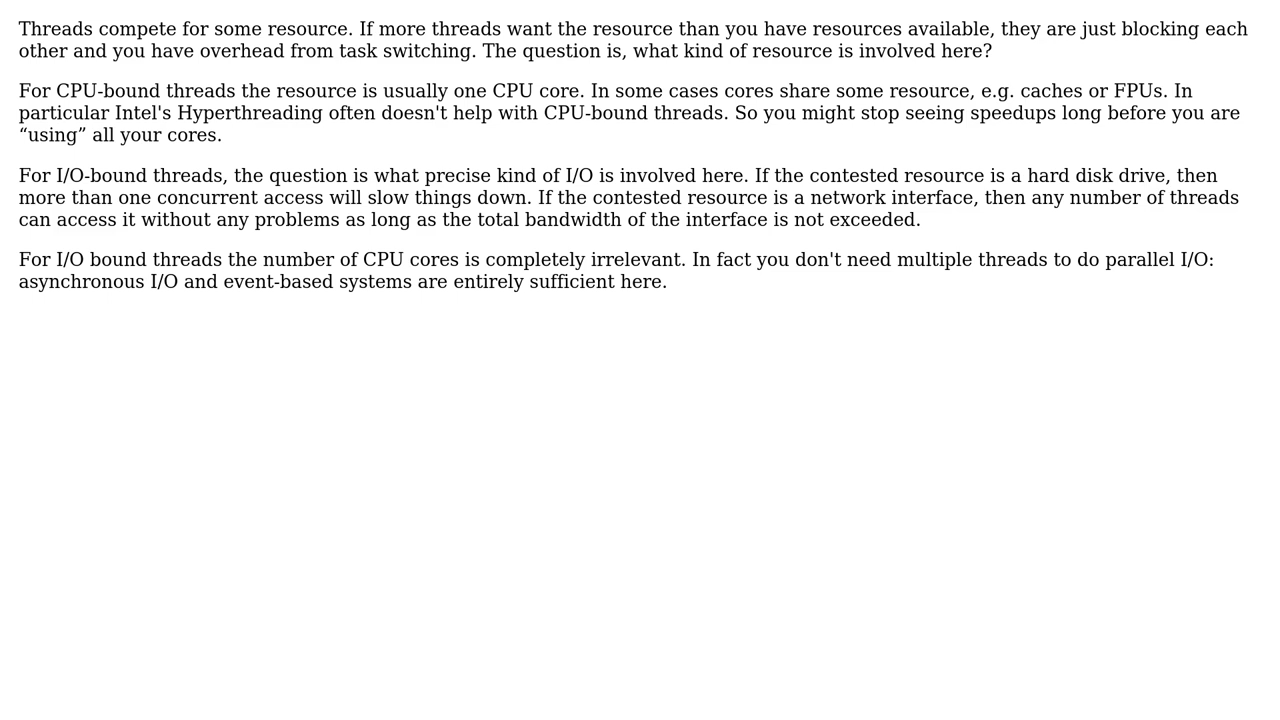 Threads compete for some resource. If more threads want the resource than you have resources available, they are just blocking each
other and you have overhead from task switching. The question is, what kind of resource is involved here?
For CPU-bound threads the resource is usually one CPU core. In some cases cores share some resource, e.g. caches or FPUs. In
particular Intel's Hyperthreading often doesn't help with CPU-bound threads. So you might stop seeing speedups long before you are
“using” all your cores.
For I/O-bound threads, the question is what precise kind of I/O is involved here. If the contested resource is a hard disk drive, then
more than one concurrent access will slow things down. If the contested resource is a network interface, then any number of threads
can access it without any problems as long as the total bandwidth of the interface is not exceeded.
For I/O bound threads the number of CPU cores is completely irrelevant. In fact you don't need multiple threads to do parallel I/O:
asynchronous I/O and event-based systems are entirely sufficient here.